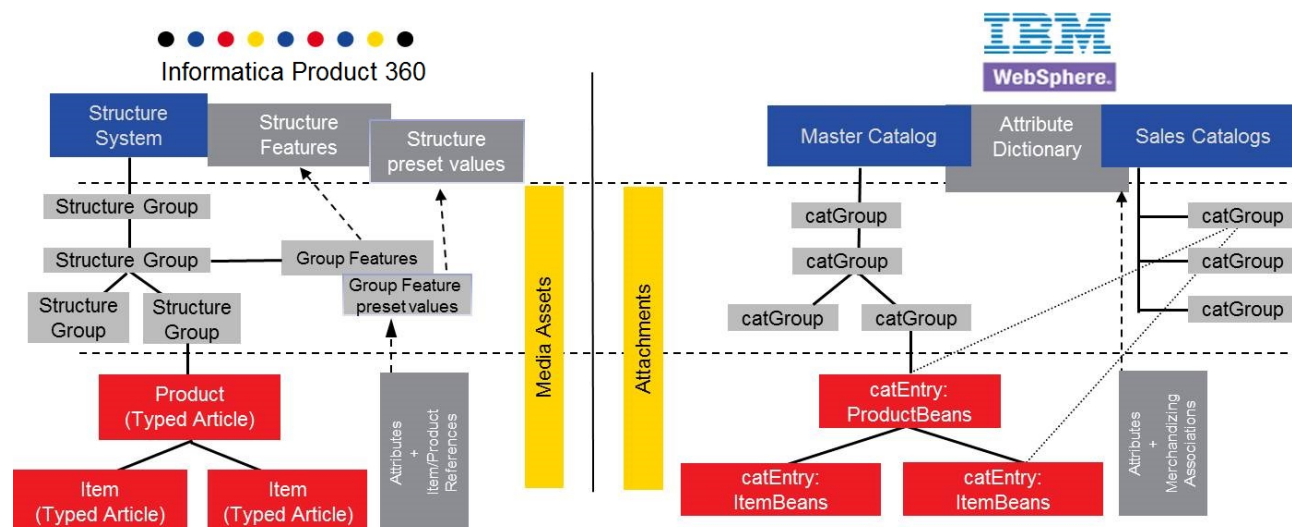 Informatica Product 360
Structure
System
Structure
Features
Structure
preset values
Structure Group
Structure Group
Group Features
Group Feature
preset values
Structure
Group
Structure
Group
Product
(Typed Article)
Item
(Typed Article)
Item
(Typed Article)
Attributes
+
Item/Product
References
Media Assets
Attachments
IBM
WebSphere.
Master Catalog
Attribute
Dictionary
Sales Catalogs
catGroup
catGroup
catGroup
catGroup
catGroup
catGroup
catGroup
catEntry:
ProductBeans
catEntry:
ItemBeans
catEntry:
ItemBeans
Attributes
+
Merchandizing
Associations